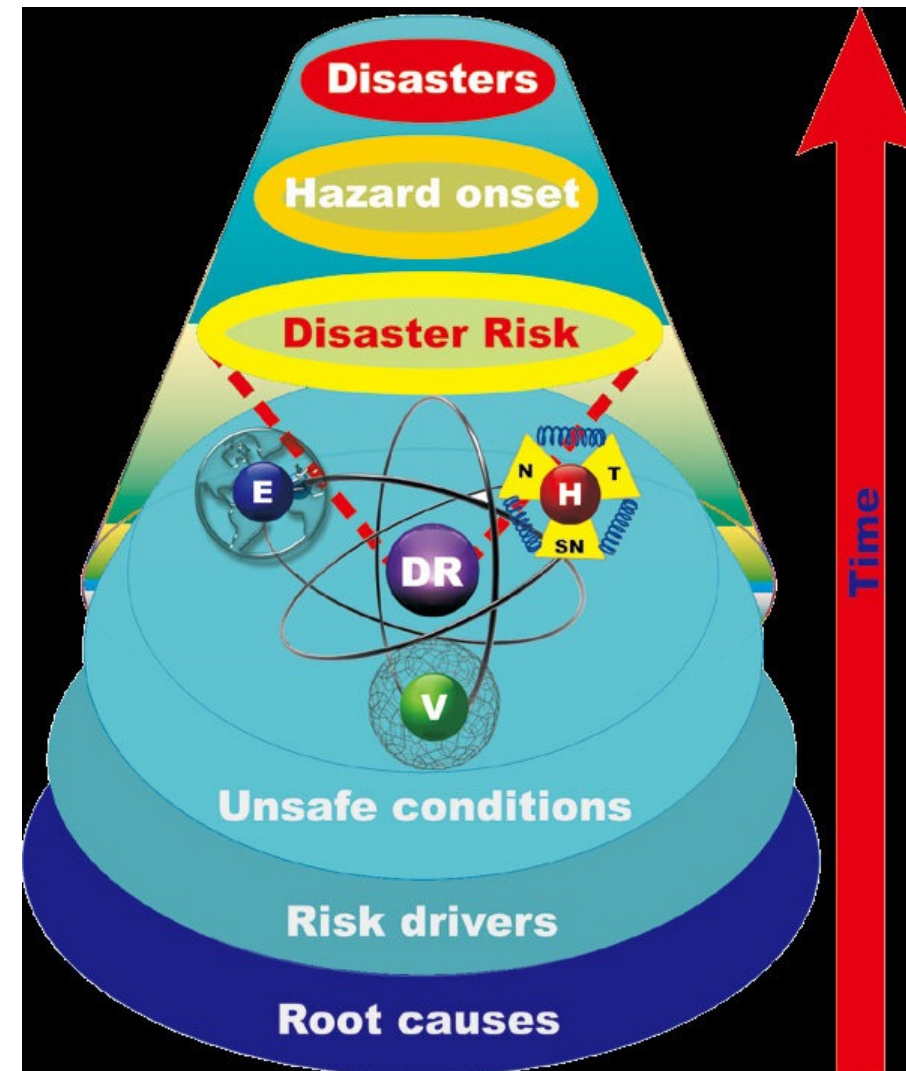 Disasters
Hazard onset
Disaster Risk
E
N
H
T
SN
DR
V
Unsafe conditions
Risk drivers
Root causes
Time